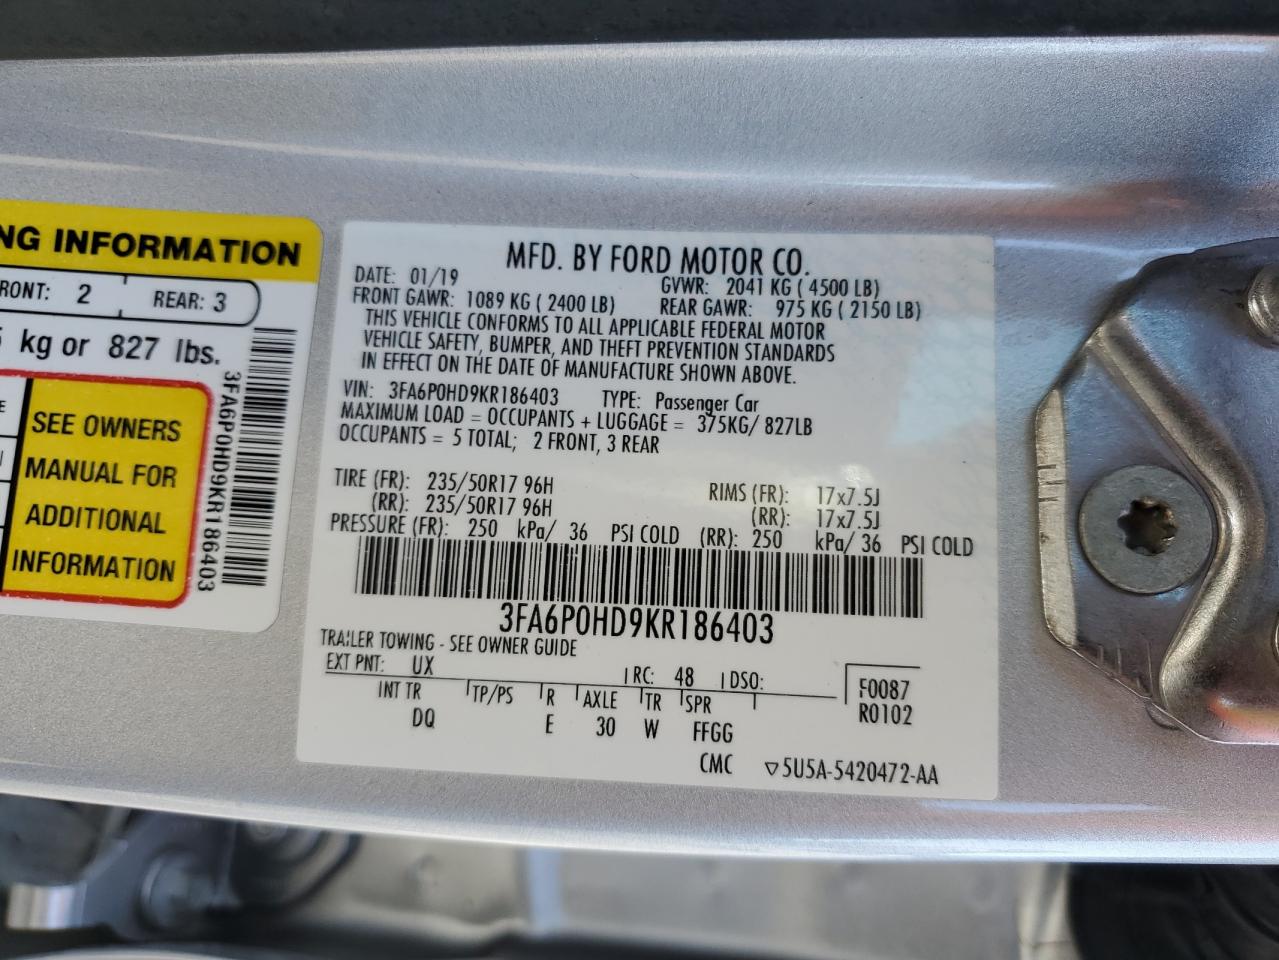 NG INFORMATION
RONT: 2 REAR: 3
5 kg or 827 lbs.
SEE OWNERS
MANUAL FOR
ADDITIONAL
INFORMATION
3FA6P0HD9KR186403
MFD. BY FORD MOTOR CO.
DATE: 01/19 GVWR: 2041 KG ( 4500 LB)
FRONT GAWR: 1089 KG ( 2400 LB) REAR GAWR: 975 KG ( 2150 LB)
THIS VEHICLE CONFORMS TO ALL APPLICABLE FEDERAL MOTOR
VEHICLE SAFETY, BUMPER, AND THEFT PREVENTION STANDARDS
IN EFFECT ON THE DATE OF MANUFACTURE SHOWN ABOVE.
VIN: 3FA6P0HD9KR186403 TYPE: Passenger Car
MAXIMUM LOAD = OCCUPANTS + LUGGAGE = 375KG/ 827LB
OCCUPANTS = 5 TOTAL; 2 FRONT, 3 REAR
TIRE (FR): 235/50R17 96H RIMS (FR): 17x7.5J
(RR): 235/50R17 96H (RR): 17x7.5J
PRESSURE (FR): 250 kPa/ 36 PSI COLD (RR): 250 kPa/ 36 PSI COLD
3FA6P0HD9KR186403
TRAILER TOWING - SEE OWNER GUIDE
EXT PNT: UX RC: 48 DSO: F0087
INT TR TP/PS R AXLE TR SPR R0102
DQ E 30 W FFGG
CMC ▽5U5A-5420472-AA